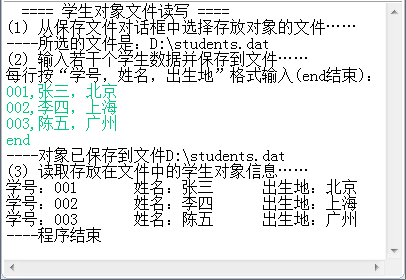 ==== 学生对象文件读写 ====
(1) 从保存文件对话框中选择存放对象的文件……
----所选的文件是：D:\students.dat
(2) 输入若干个学生数据并保存到文件……
每行按“学号，姓名，出生地”格式输入(end结束)：
001,张三，北京
002,李四，上海
003,陈五，广州
end
----对象已保存到文件D:\students.dat
(3) 读取存放在文件中的学生对象信息……
学号：001 姓名：张三 出生地：北京
学号：002 姓名：李四 出生地：上海
学号：003 姓名：陈五 出生地：广州
----程序结束